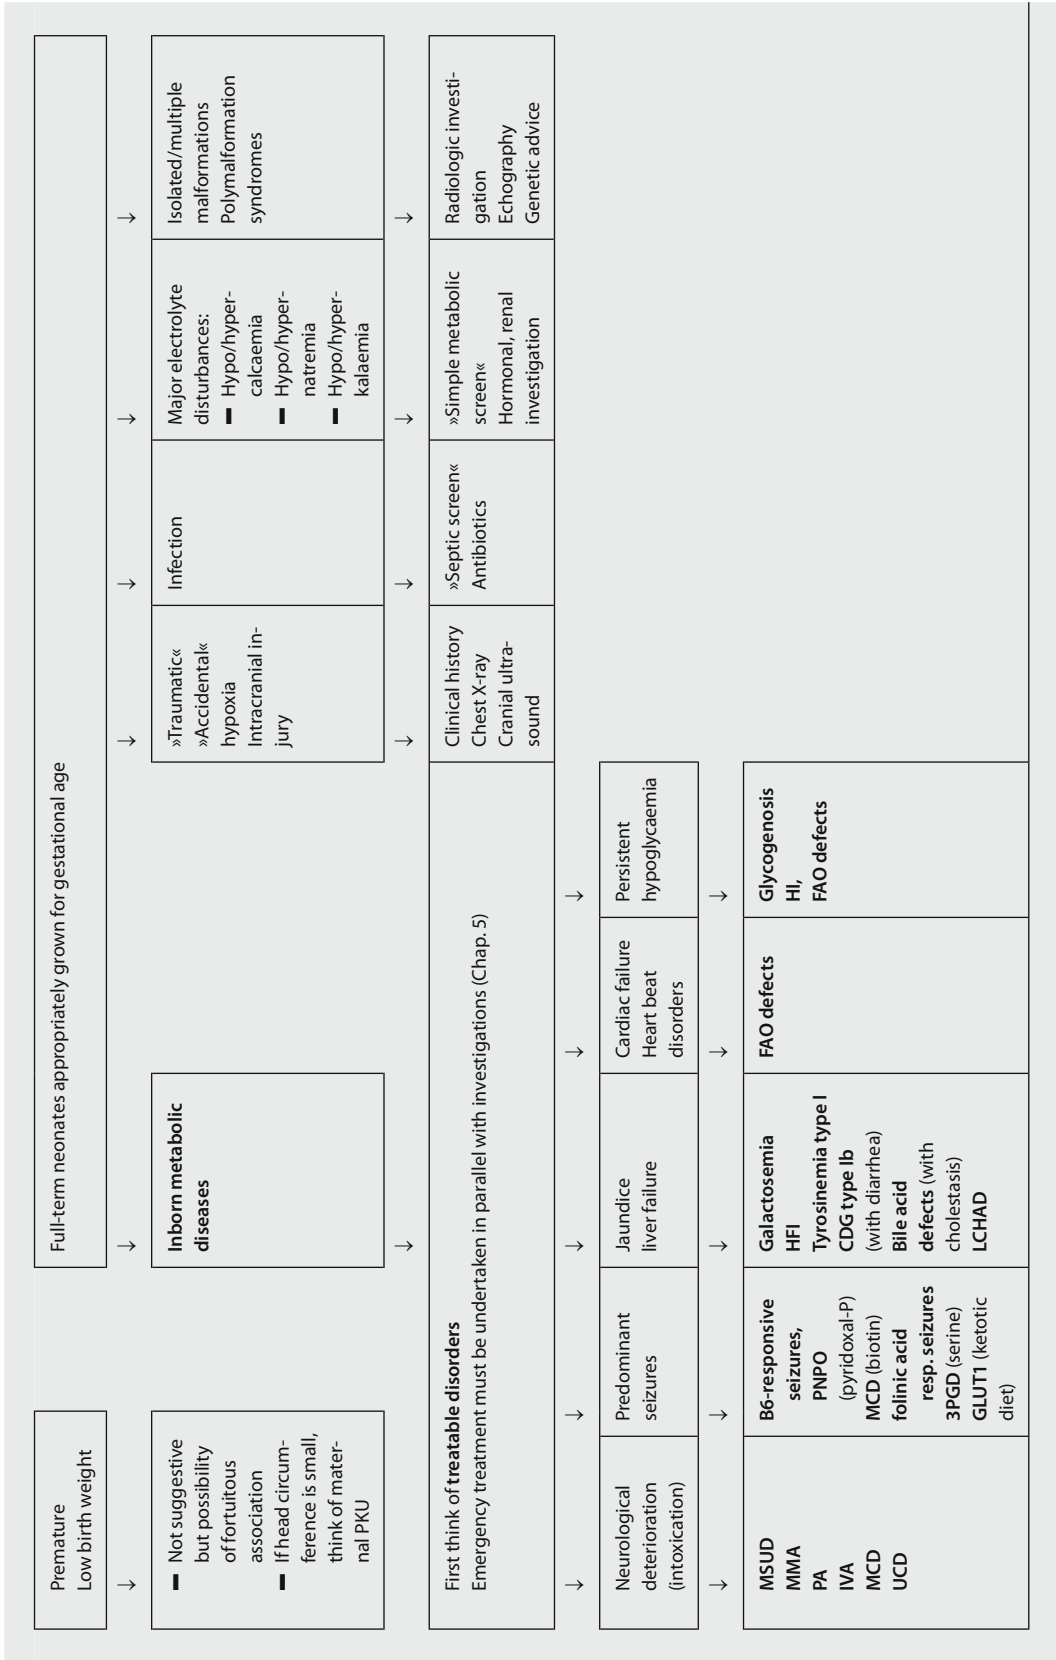 Premature
Low birth weight
Full-term neonates appropriately grown for gestational age
↓
↓
↓
↓
↓
↓
▬ Not suggestive
but possibility
of fortuitous
association
▬ If head circum-
ference is small,
think of mater-
nal PKU
Inborn metabolic
diseases
»Traumatic«
»Accidental«
hypoxia
Intracranial in-
jury
Infection
Major electrolyte
disturbances:
▬ Hypo/hyper-
calcaemia
▬ Hypo/hyper-
natremia
▬ Hypo/hyper-
kalaemia
Isolated/multiple
malformations
Polymalformation
syndromes
↓
↓
↓
↓
↓
First think of treatable disorders
Emergency treatment must be undertaken in parallel with investigations (Chap. 5)
Clinical history
Chest X-ray
Cranial ultra-
sound
»Septic screen«
Antibiotics
»Simple metabolic
screen«
Hormonal, renal
investigation
Radiologic investi-
gation
Echography
Genetic advice
↓
↓
↓
↓
↓
Neurological
deterioration
(intoxication)
Predominant
seizures
Jaundice
liver failure
Cardiac failure
Heart beat
disorders
Persistent
hypoglycaemia
↓
↓
↓
↓
↓
MSUD
MMA
PA
IVA
MCD
UCD
B6-responsive
seizures,
PNPO
(pyridoxal-P)
MCD (biotin)
folinic acid
resp. seizures
3PGD (serine)
GLUT1 (ketotic
diet)
Galactosemia
HFI
Tyrosinemia type I
CDG type Ib
(with diarrhea)
Bile acid
defects (with
cholestasis)
LCHAD
FAO defects
Glycogenosis
HI,
FAO defects